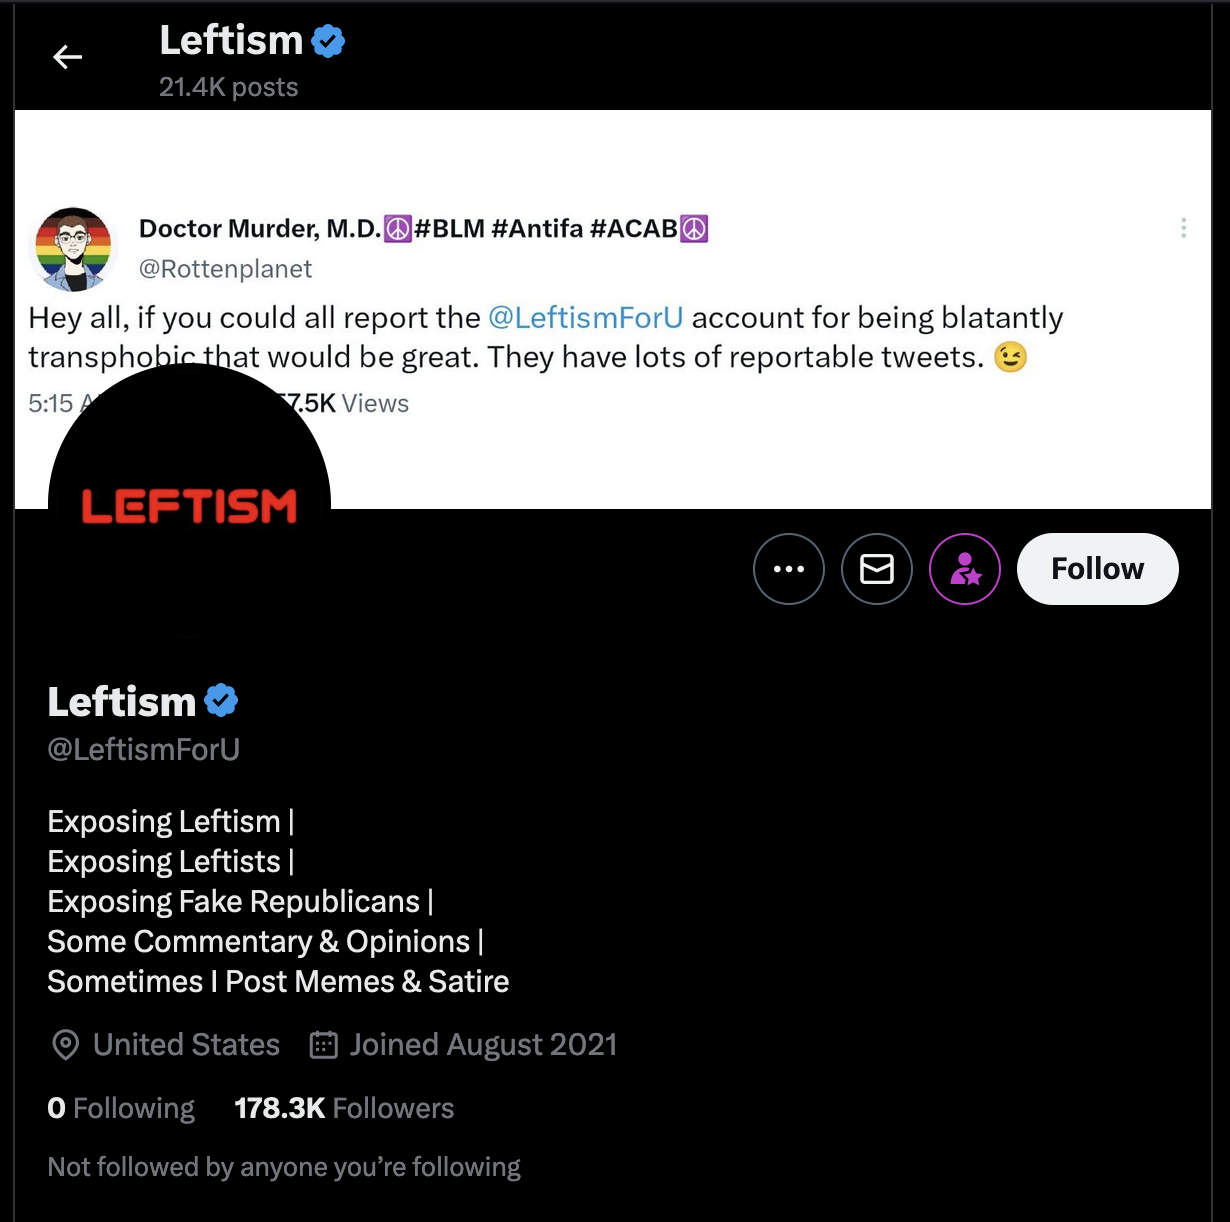 Leftism
21.4K posts
Doctor Murder, M.D.☮️#BLM #Antifa #ACAB☮️
@Rottenplanet
Hey all, if you could all report the @LeftismForU account for being blatantly
transphobic that would be great. They have lots of reportable tweets. 😉
5:15 7.5K Views
LEFTISM
Follow
Leftism
@LeftismForU
Exposing Leftism |
Exposing Leftists |
Exposing Fake Republicans |
Some Commentary & Opinions |
Sometimes I Post Memes & Satire
United States Joined August 2021
0 Following 178.3K Followers
Not followed by anyone you’re following